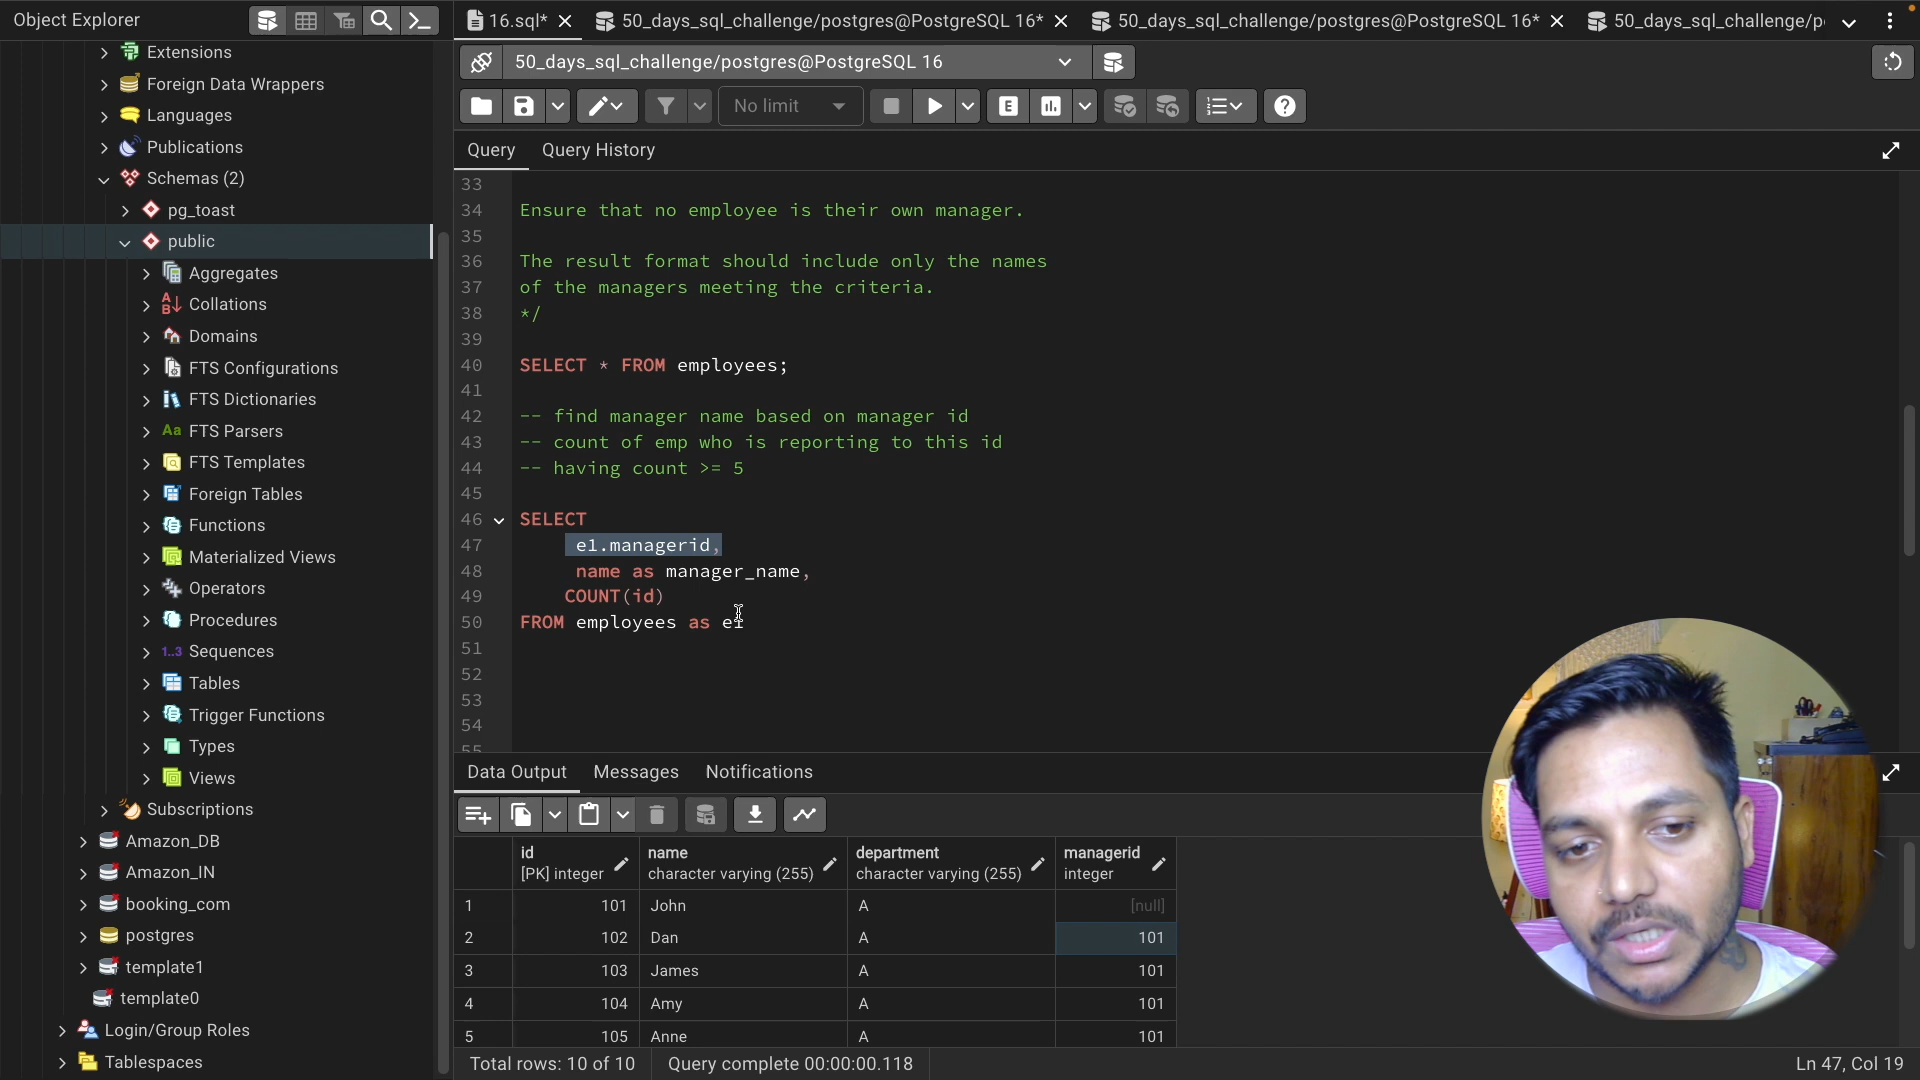 Object Explorer
16.sql*
50_days_sql_challenge/postgres@PostgreSQL 16*
50_days_sql_challenge/postgres@PostgreSQL 16*
50_days_sql_challenge/p
50_days_sql_challenge/postgres@PostgreSQL 16
No limit
Query
Query History
Extensions
Foreign Data Wrappers
Languages
Publications
Schemas (2)
pg_toast
public
Aggregates
Collations
Domains
FTS Configurations
FTS Dictionaries
FTS Parsers
FTS Templates
Foreign Tables
Functions
Materialized Views
Operators
Procedures
Sequences
Tables
Trigger Functions
Types
Views
Subscriptions
Amazon_DB
Amazon_IN
booking_com
postgres
template1
template0
Login/Group Roles
Tablespaces
33
34 Ensure that no employee is their own manager.
35
36 The result format should include only the names
37 of the managers meeting the criteria.
38 */
39
40 SELECT * FROM employees;
41
42 -- find manager name based on manager id
43 -- count of emp who is reporting to this id
44 -- having count >= 5
45
46 SELECT
47 e1.managerid,
48 name as manager_name,
49 COUNT(id)
50 FROM employees as e1
51
52
53
54
55
Data Output
Messages
Notifications
id name department managerid
[PK] integer character varying (255) character varying (255) integer
1 101 John A [null]
2 102 Dan A 101
3 103 James A 101
4 104 Amy A 101
5 105 Anne A 101
Total rows: 10 of 10
Query complete 00:00:00.118
Ln 47, Col 19